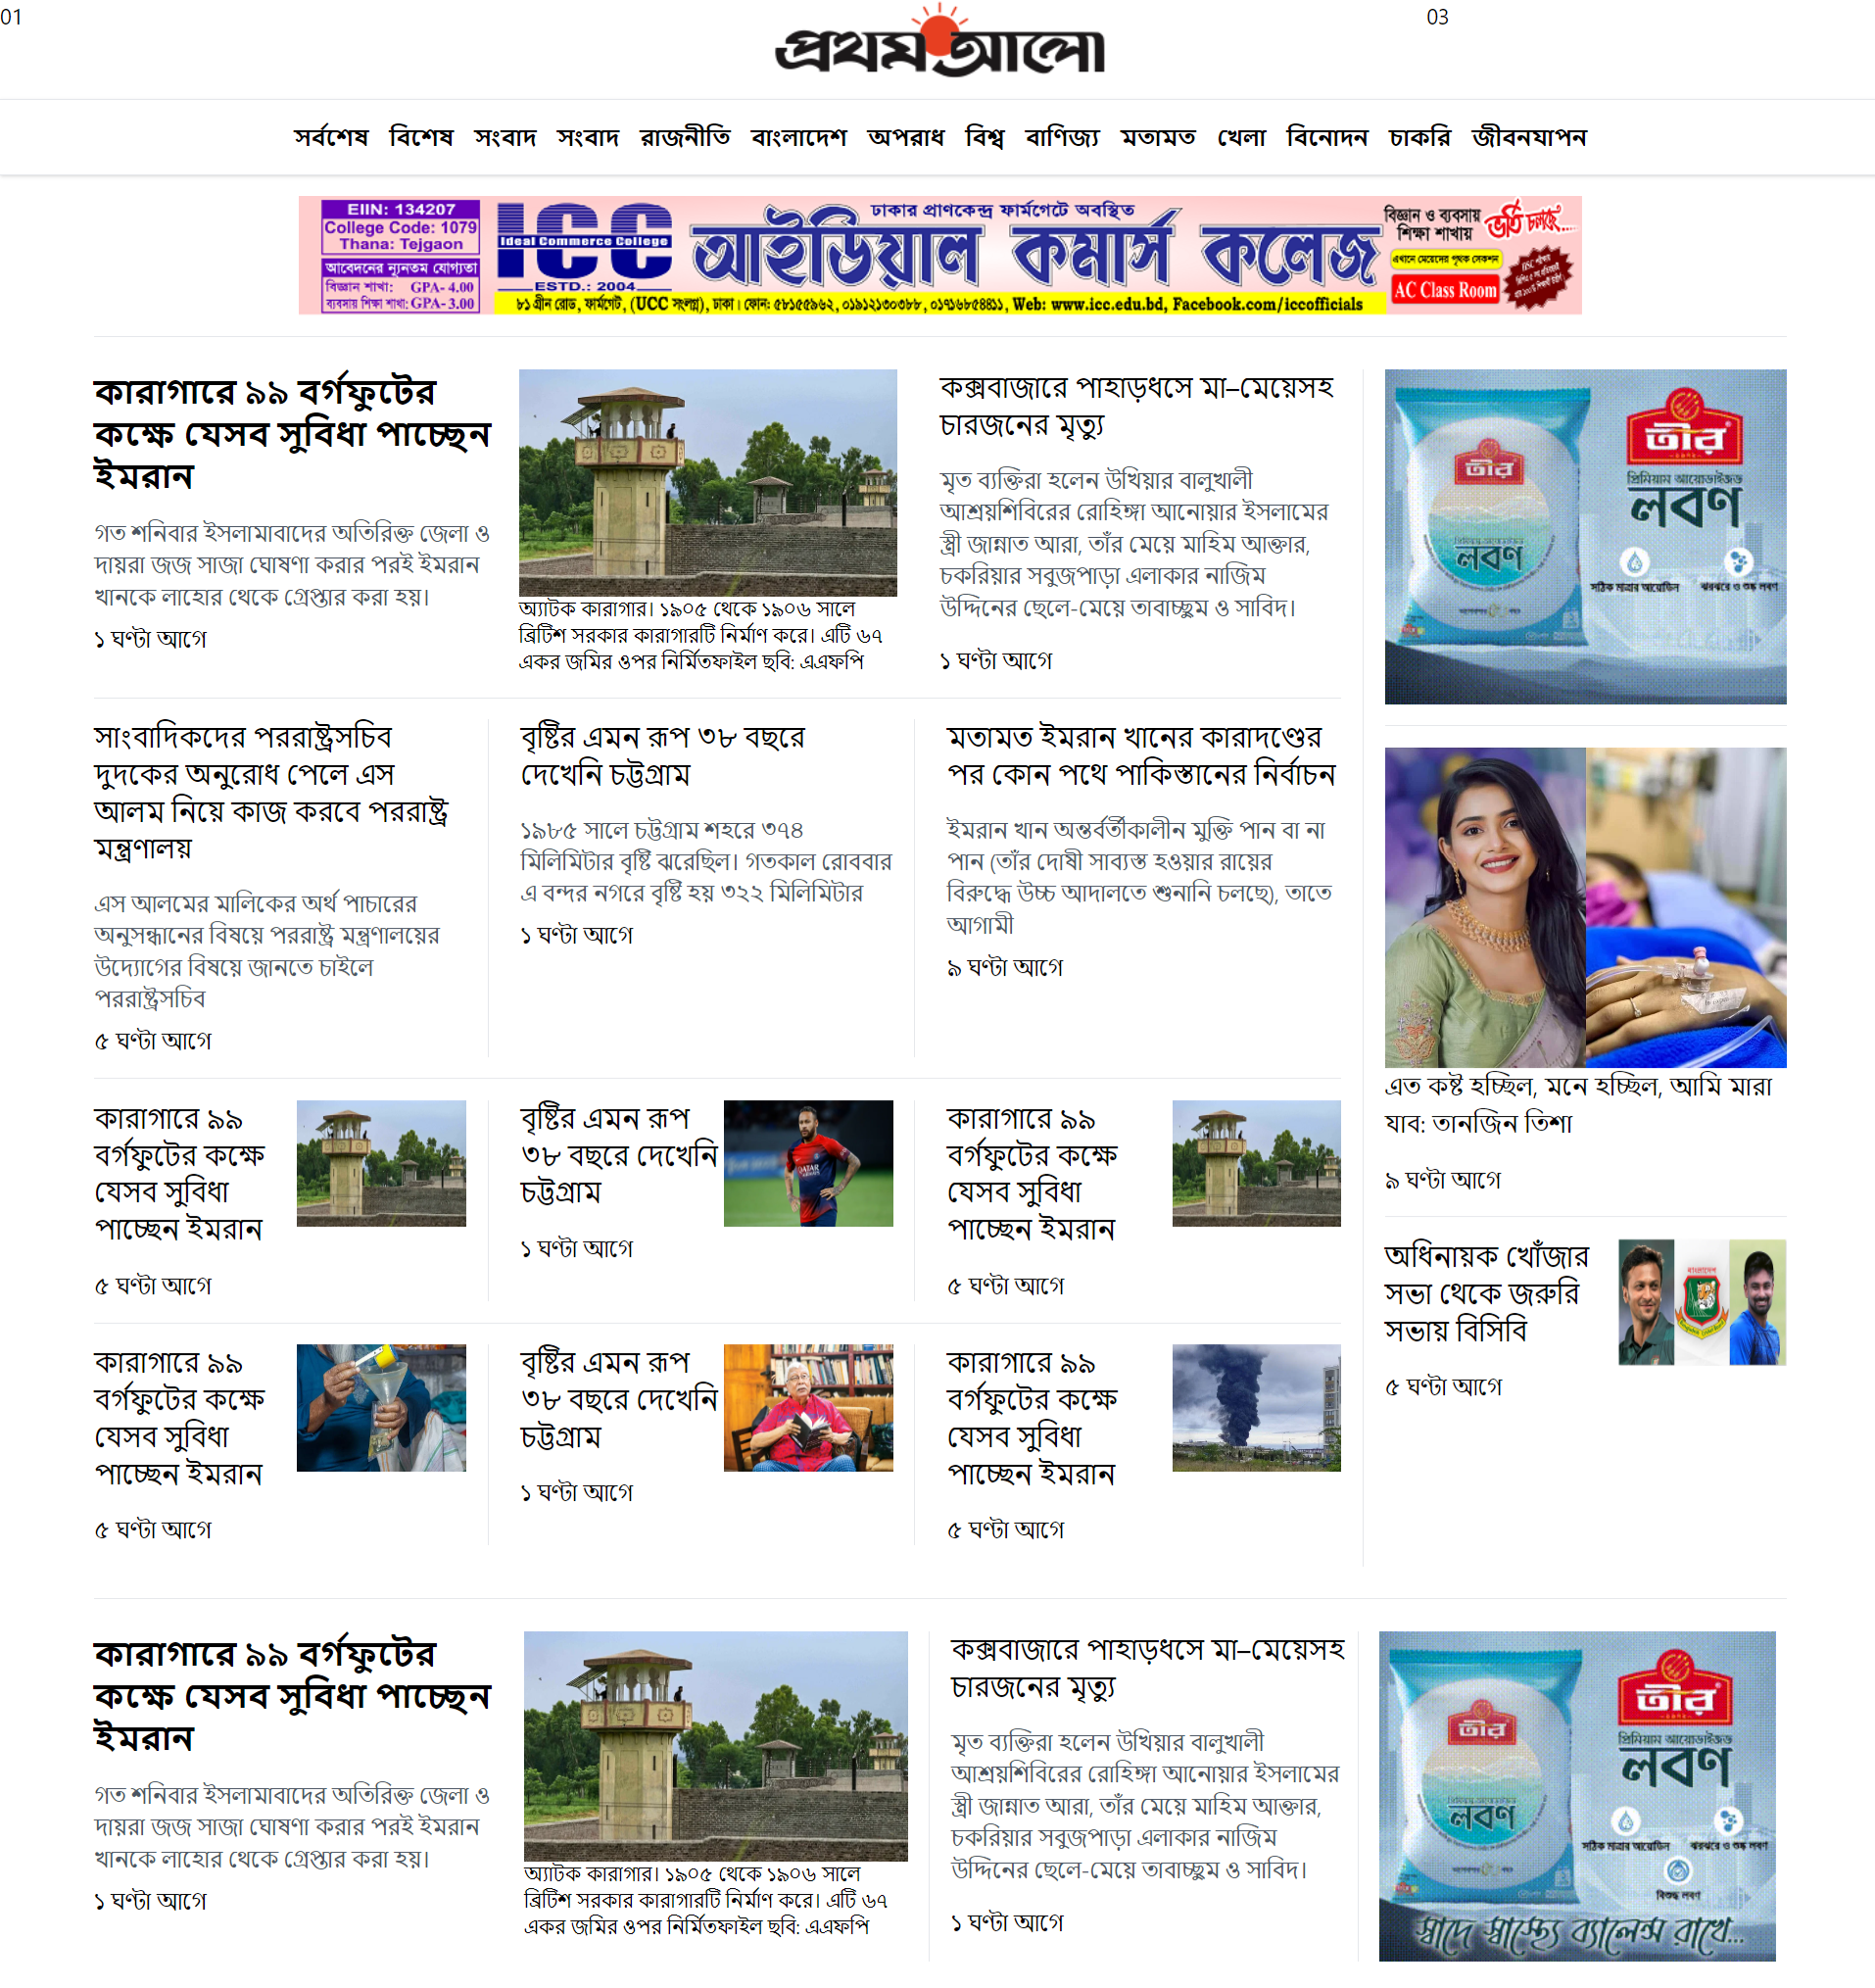 01
প্রথম আলো
03
সর্বশেষ বিশেষ সংবাদ সংবাদ রাজনীতি বাংলাদেশ অপরাধ বিশ্ব বাণিজ্য মতামত খেলা বিনোদন চাকরি জীবনযাপন
EIIN: 134207
College Code: 1079
Thana: Tejgaon
আবেদনের ন্যূনতম যোগ্যতা
বিজ্ঞান শাখা: GPA- 4.00
ব্যবসায় শিক্ষা শাখা: GPA- 3.00
ICC
Ideal Commerce College
ESTD.: 2004
ঢাকার প্রাণকেন্দ্র ফার্মগেটে অবস্থিত
আইডিয়াল কমার্স কলেজ
৮১ গ্রীন রোড, ফার্মগেট, (UCC সংলগ্ন), ঢাকা। ফোন: ৫৮১৫৫৯৬২, ০১৯১২১৩০৩৮৮, ০১৭১৬৮৫৪৪১১, Web: www.icc.edu.bd, Facebook.com/iccofficials
বিজ্ঞান ও ব্যবসায়
শিক্ষা শাখায়
ভর্তি চলছে...
এখানে মেয়েদের পৃথক সেকশন
AC Class Room
কারাগারে ৯৯ বর্গফুটের
কক্ষে যেসব সুবিধা পাচ্ছেন
ইমরান
গত শনিবার ইসলামাবাদের অতিরিক্ত জেলা ও
দায়রা জজ সাজা ঘোষণা করার পরই ইমরান
খানকে লাহোর থেকে গ্রেপ্তার করা হয়।
১ ঘণ্টা আগে
অ্যাটক কারাগার। ১৯০৫ থেকে ১৯০৬ সালে
ব্রিটিশ সরকার কারাগারটি নির্মাণ করে। এটি ৬৭
একর জমির ওপর নির্মিতফাইল ছবি: এএফপি
কক্সবাজারে পাহাড়ধসে মা–মেয়েসহ
চারজনের মৃত্যু
মৃত ব্যক্তিরা হলেন উখিয়ার বালুখালী
আশ্রয়শিবিরের রোহিঙ্গা আনোয়ার ইসলামের
স্ত্রী জান্নাত আরা, তাঁর মেয়ে মাহিম আক্তার,
চকরিয়ার সবুজপাড়া এলাকার নাজিম
উদ্দিনের ছেলে-মেয়ে তাবাচ্ছুম ও সাবিদ।
১ ঘণ্টা আগে
তীর
প্রিমিয়াম আয়োডাইজড
লবণ
সঠিক মাত্রার আয়োডিন
ঝরঝরে ও শুষ্ক লবণ
তীর
লবণ
সাংবাদিকদের পররাষ্ট্রসচিব
দুদকের অনুরোধ পেলে এস
আলম নিয়ে কাজ করবে পররাষ্ট্র
মন্ত্রণালয়
এস আলমের মালিকের অর্থ পাচারের
অনুসন্ধানের বিষয়ে পররাষ্ট্র মন্ত্রণালয়ের
উদ্যোগের বিষয়ে জানতে চাইলে
পররাষ্ট্রসচিব
৫ ঘণ্টা আগে
বৃষ্টির এমন রূপ ৩৮ বছরে
দেখেনি চট্টগ্রাম
১৯৮৫ সালে চট্টগ্রাম শহরে ৩৭৪
মিলিমিটার বৃষ্টি ঝরেছিল। গতকাল রোববার
এ বন্দর নগরে বৃষ্টি হয় ৩২২ মিলিমিটার
১ ঘণ্টা আগে
মতামত ইমরান খানের কারাদণ্ডের
পর কোন পথে পাকিস্তানের নির্বাচন
ইমরান খান অন্তর্বর্তীকালীন মুক্তি পান বা না
পান (তাঁর দোষী সাব্যস্ত হওয়ার রায়ের
বিরুদ্ধে উচ্চ আদালতে শুনানি চলছে), তাতে
আগামী
৯ ঘণ্টা আগে
এত কষ্ট হচ্ছিল, মনে হচ্ছিল, আমি মারা
যাব: তানজিন তিশা
৯ ঘণ্টা আগে
কারাগারে ৯৯
বর্গফুটের কক্ষে
যেসব সুবিধা
পাচ্ছেন ইমরান
৫ ঘণ্টা আগে
বৃষ্টির এমন রূপ
৩৮ বছরে দেখেনি
চট্টগ্রাম
১ ঘণ্টা আগে
কারাগারে ৯৯
বর্গফুটের কক্ষে
যেসব সুবিধা
পাচ্ছেন ইমরান
৫ ঘণ্টা আগে
অধিনায়ক খোঁজার
সভা থেকে জরুরি
সভায় বিসিবি
৫ ঘণ্টা আগে
কারাগারে ৯৯
বর্গফুটের কক্ষে
যেসব সুবিধা
পাচ্ছেন ইমরান
৫ ঘণ্টা আগে
বৃষ্টির এমন রূপ
৩৮ বছরে দেখেনি
চট্টগ্রাম
১ ঘণ্টা আগে
কারাগারে ৯৯
বর্গফুটের কক্ষে
যেসব সুবিধা
পাচ্ছেন ইমরান
৫ ঘণ্টা আগে
কারাগারে ৯৯ বর্গফুটের
কক্ষে যেসব সুবিধা পাচ্ছেন
ইমরান
গত শনিবার ইসলামাবাদের অতিরিক্ত জেলা ও
দায়রা জজ সাজা ঘোষণা করার পরই ইমরান
খানকে লাহোর থেকে গ্রেপ্তার করা হয়।
১ ঘণ্টা আগে
অ্যাটক কারাগার। ১৯০৫ থেকে ১৯০৬ সালে
ব্রিটিশ সরকার কারাগারটি নির্মাণ করে। এটি ৬৭
একর জমির ওপর নির্মিতফাইল ছবি: এএফপি
কক্সবাজারে পাহাড়ধসে মা–মেয়েসহ
চারজনের মৃত্যু
মৃত ব্যক্তিরা হলেন উখিয়ার বালুখালী
আশ্রয়শিবিরের রোহিঙ্গা আনোয়ার ইসলামের
স্ত্রী জান্নাত আরা, তাঁর মেয়ে মাহিম আক্তার,
চকরিয়ার সবুজপাড়া এলাকার নাজিম
উদ্দিনের ছেলে-মেয়ে তাবাচ্ছুম ও সাবিদ।
১ ঘণ্টা আগে
তীর
প্রিমিয়াম আয়োডাইজড
লবণ
সঠিক মাত্রার আয়োডিন
ঝরঝরে ও শুষ্ক লবণ
বিশুদ্ধ লবণ
তীর
লবণ
স্বাদে স্বাস্থ্যে ব্যালেন্স রাখে...